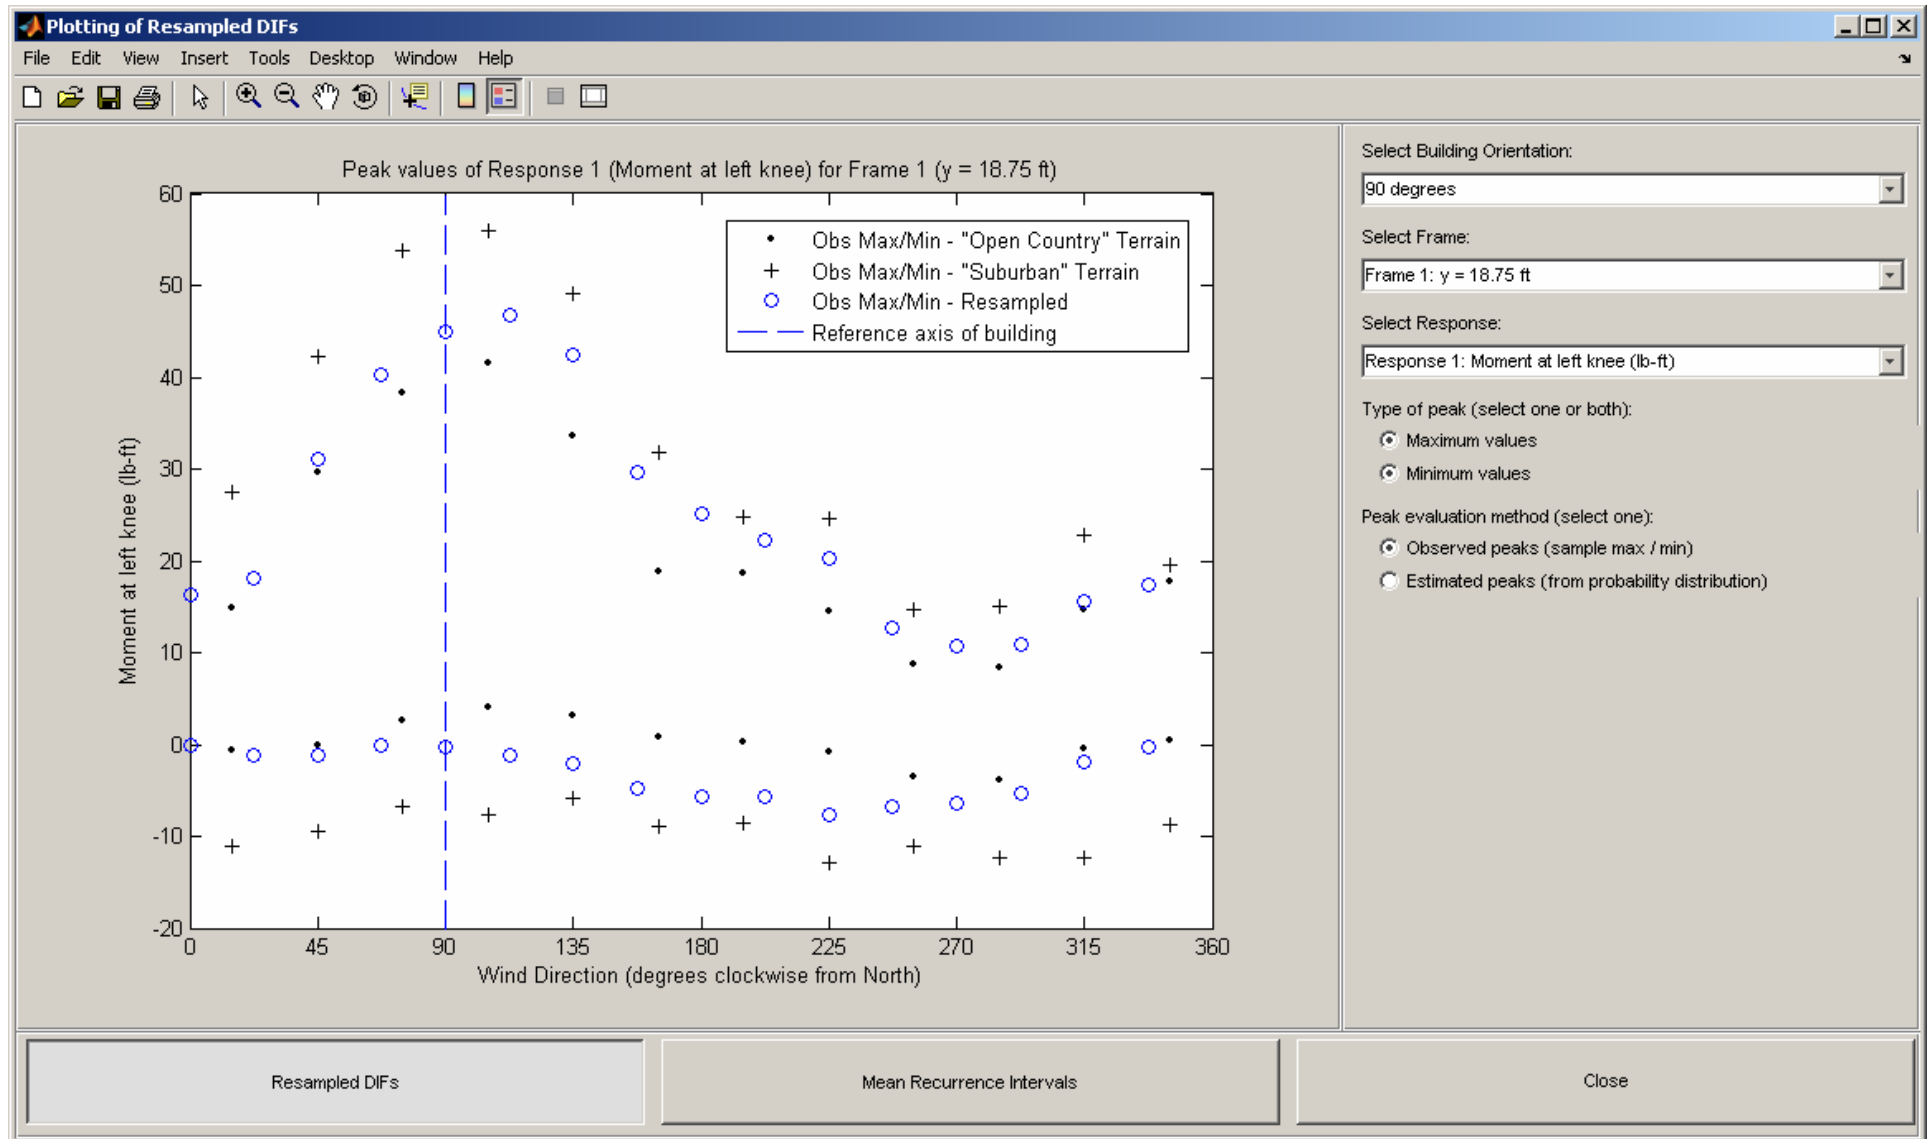 Plotting of Resampled DIFs
File Edit View Insert Tools Desktop Window Help
Peak values of Response 1 (Moment at left knee) for Frame 1 (y = 18.75 ft)
60
50
40
30
20
10
0
-10
-20
Moment at left knee (lb-ft)
Obs Max/Min - "Open Country" Terrain
Obs Max/Min - "Suburban" Terrain
Obs Max/Min - Resampled
Reference axis of building
0 45 90 135 180 225 270 315 360
Wind Direction (degrees clockwise from North)
Select Building Orientation:
90 degrees
Select Frame:
Frame 1: y = 18.75 ft
Select Response:
Response 1: Moment at left knee (lb-ft)
Type of peak (select one or both):
Maximum values
Minimum values
Peak evaluation method (select one):
Observed peaks (sample max / min)
Estimated peaks (from probability distribution)
Resampled DIFs Mean Recurrence Intervals Close